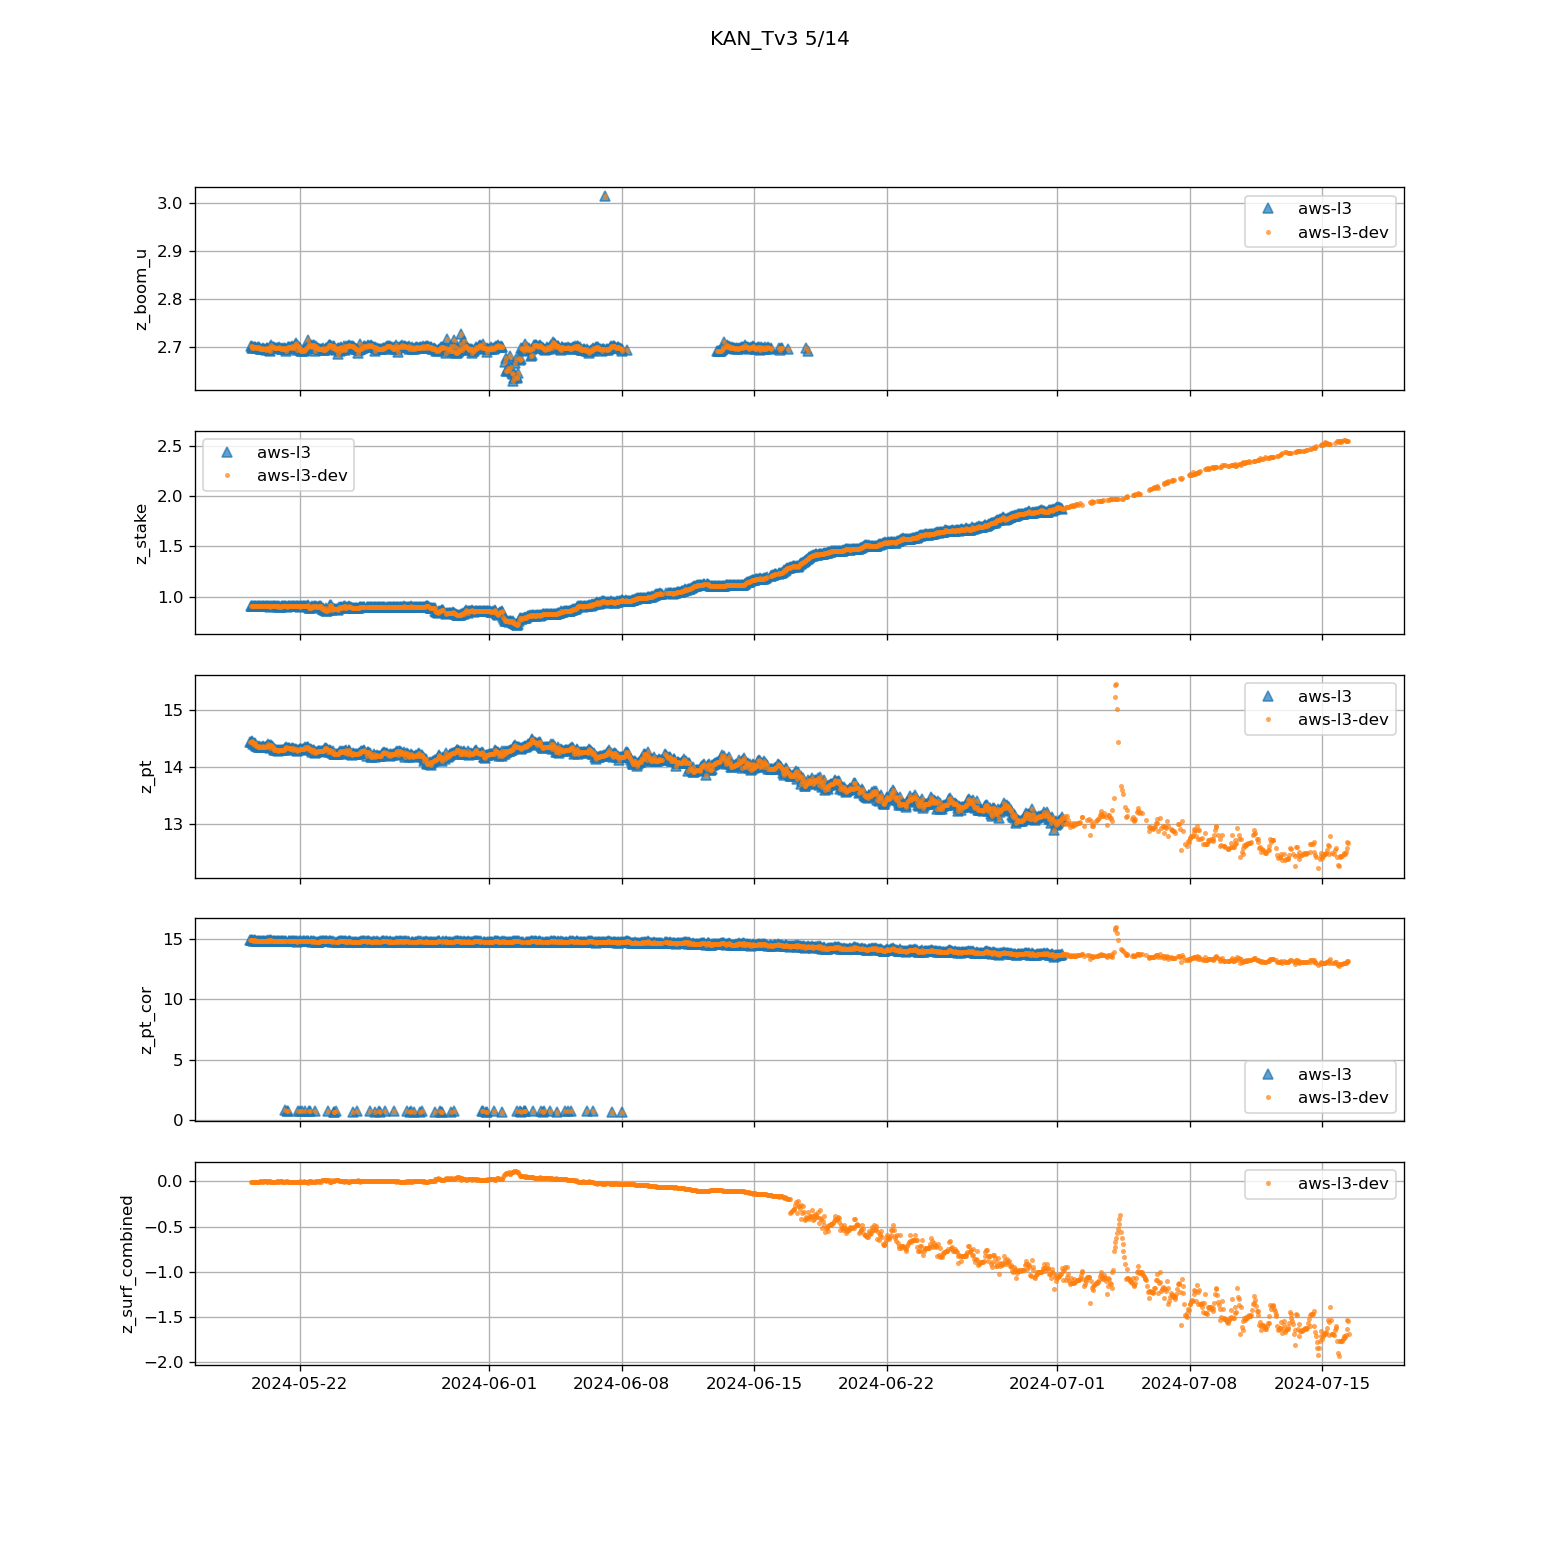 KAN_Tv3 5/14
3.0
2.9
2.8
2.7
z_boom_u
aws-l3
aws-l3-dev
2.5
2.0
1.5
1.0
z_stake
aws-l3
aws-l3-dev
15
14
13
z_pt
aws-l3
aws-l3-dev
15
10
5
0
z_pt_cor
aws-l3
aws-l3-dev
0.0
−0.5
−1.0
−1.5
−2.0
z_surf_combined
aws-l3-dev
2024-05-22 2024-06-01 2024-06-08 2024-06-15 2024-06-22 2024-07-01 2024-07-08 2024-07-15